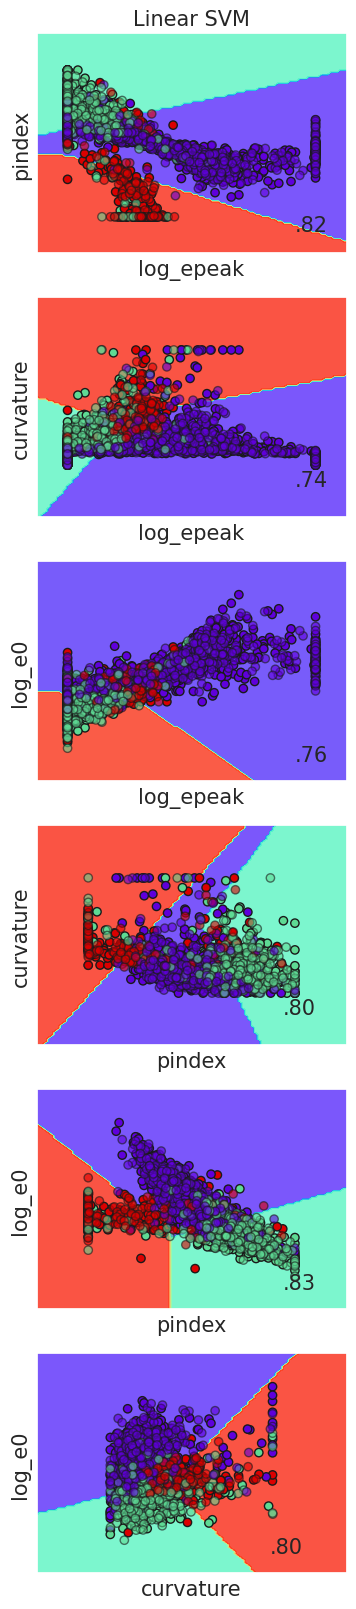 Linear SVM
pindex
.82
log_epeak
curvature
.74
log_epeak
log_e0
.76
log_epeak
curvature
.80
pindex
log_e0
.83
pindex
log_e0
.80
curvature